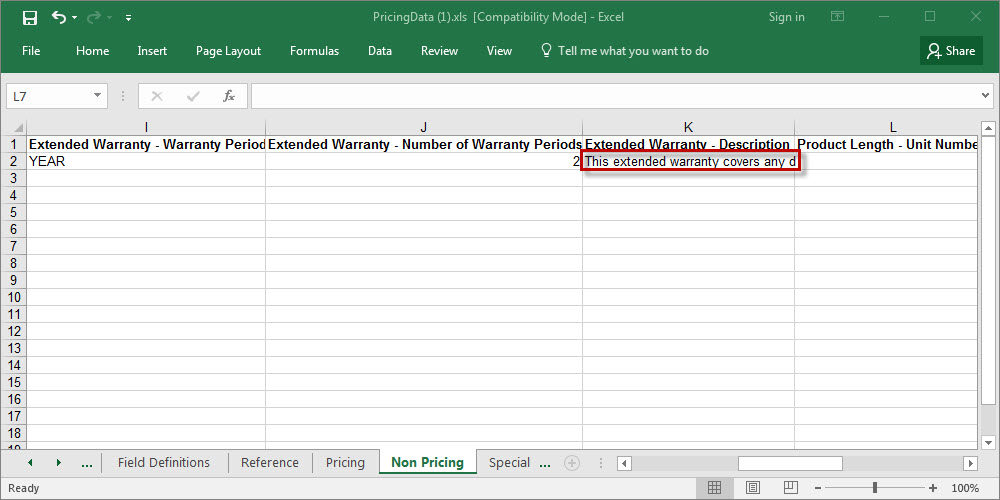 PricingData (1).xls [Compatibility Mode] - Excel
Sign in
File Home Insert Page Layout Formulas Data Review View Tell me what you want to do Share
L7 fx
I J K L
1 Extended Warranty - Warranty Period Extended Warranty - Number of Warranty Periods Extended Warranty - Description Product Length - Unit Numbe
2 YEAR 2 This extended warranty covers any d
3
4
5
6
7
8
9
10
11
12
13
14
15
16
17
18
... Field Definitions Reference Pricing Non Pricing Special ...
Ready 100%